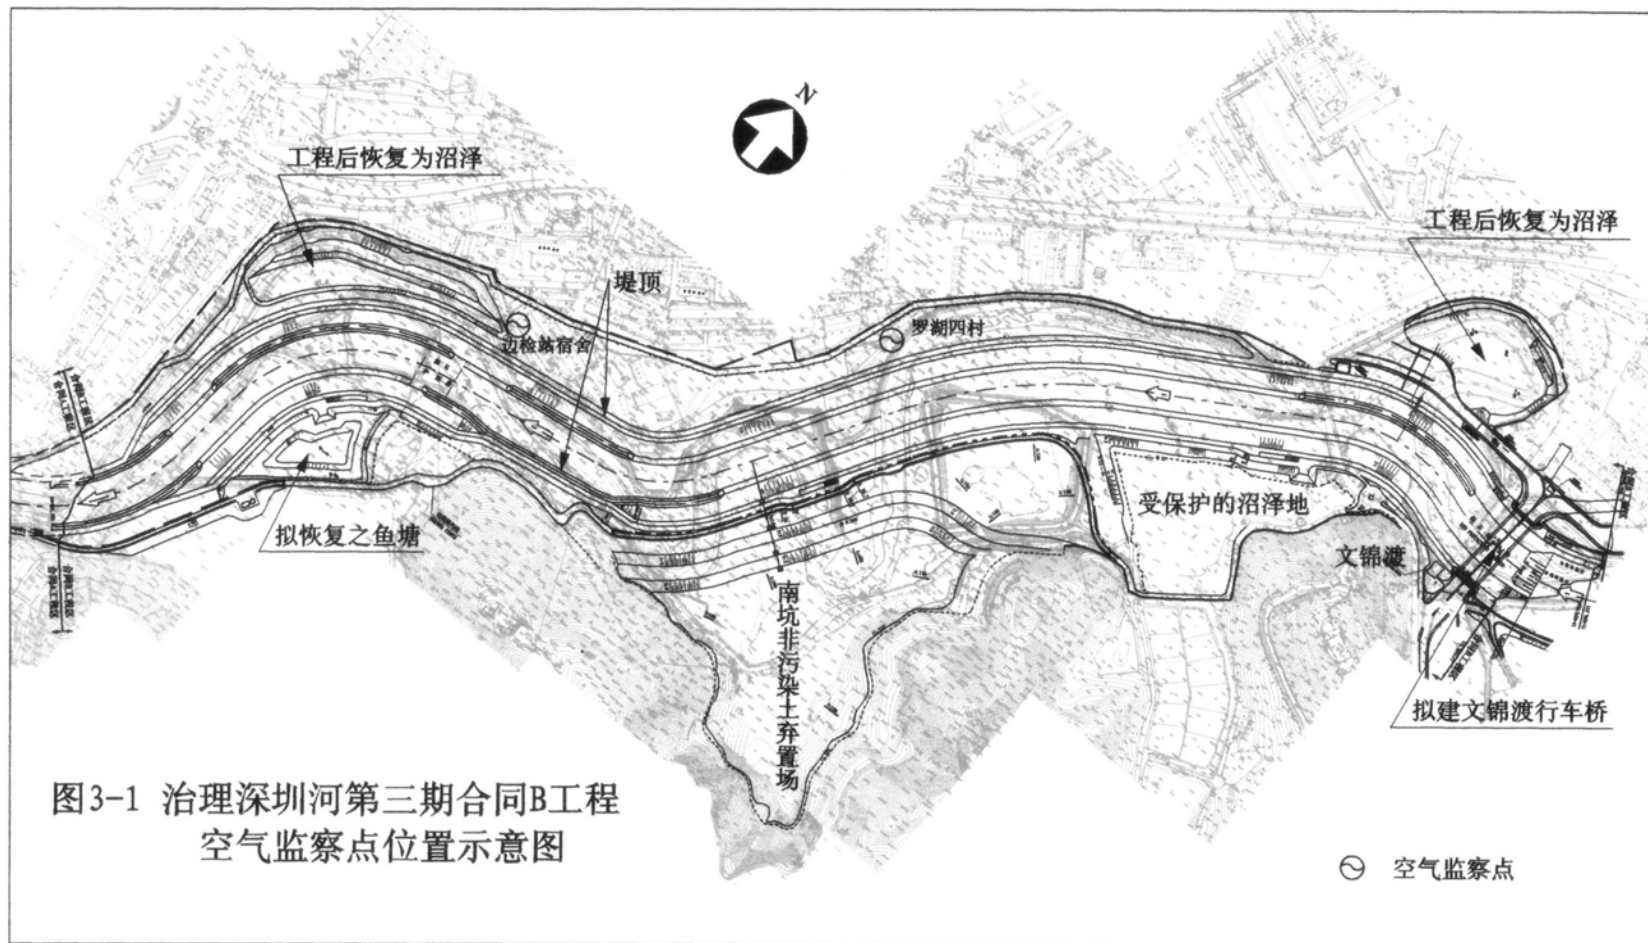 N
工程后恢复为沼泽
工程后恢复为沼泽
堤顶
边检站宿舍
罗湖四村
拟恢复之鱼塘
受保护的沼泽地
文锦渡
南坑非污染土弃置场
拟建文锦渡行车桥
图3-1 治理深圳河第三期合同B工程
空气监察点位置示意图
空气监察点